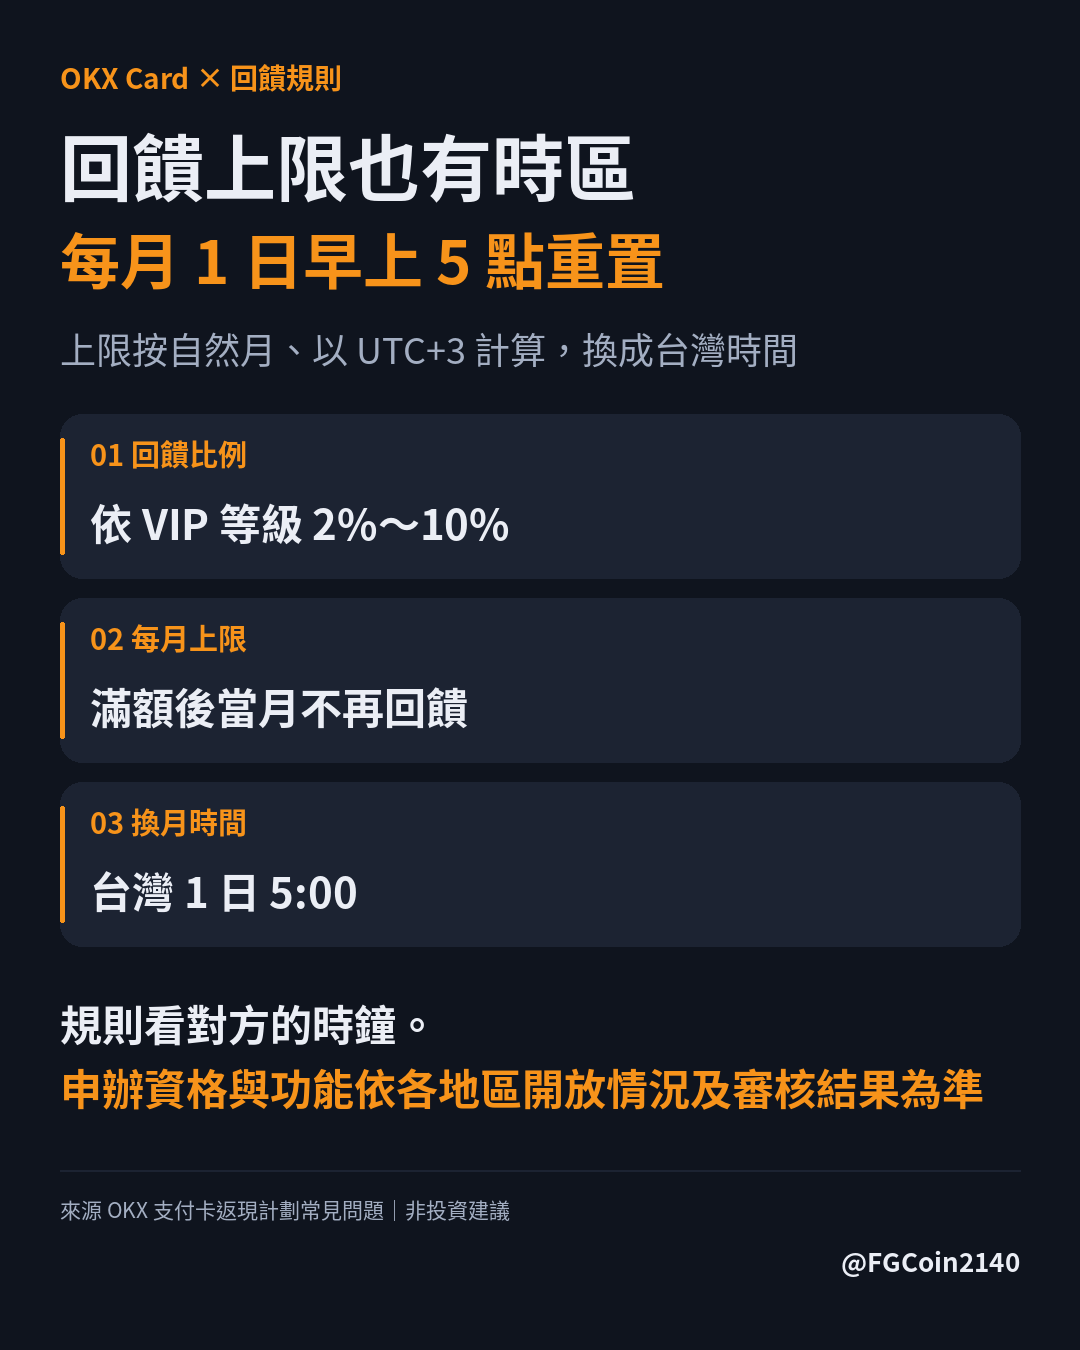 OKX Card × 回饋規則
回饋上限也有時區
每月 1 日早上 5 點重置
上限按自然月、以 UTC+3 計算，換成台灣時間
01 回饋比例
依 VIP 等級 2%～10%
02 每月上限
滿額後當月不再回饋
03 換月時間
台灣 1 日 5:00
規則看對方的時鐘。
申辦資格與功能依各地區開放情況及審核結果為準
來源 OKX 支付卡返現計劃常見問題｜非投資建議
@FGCoin2140